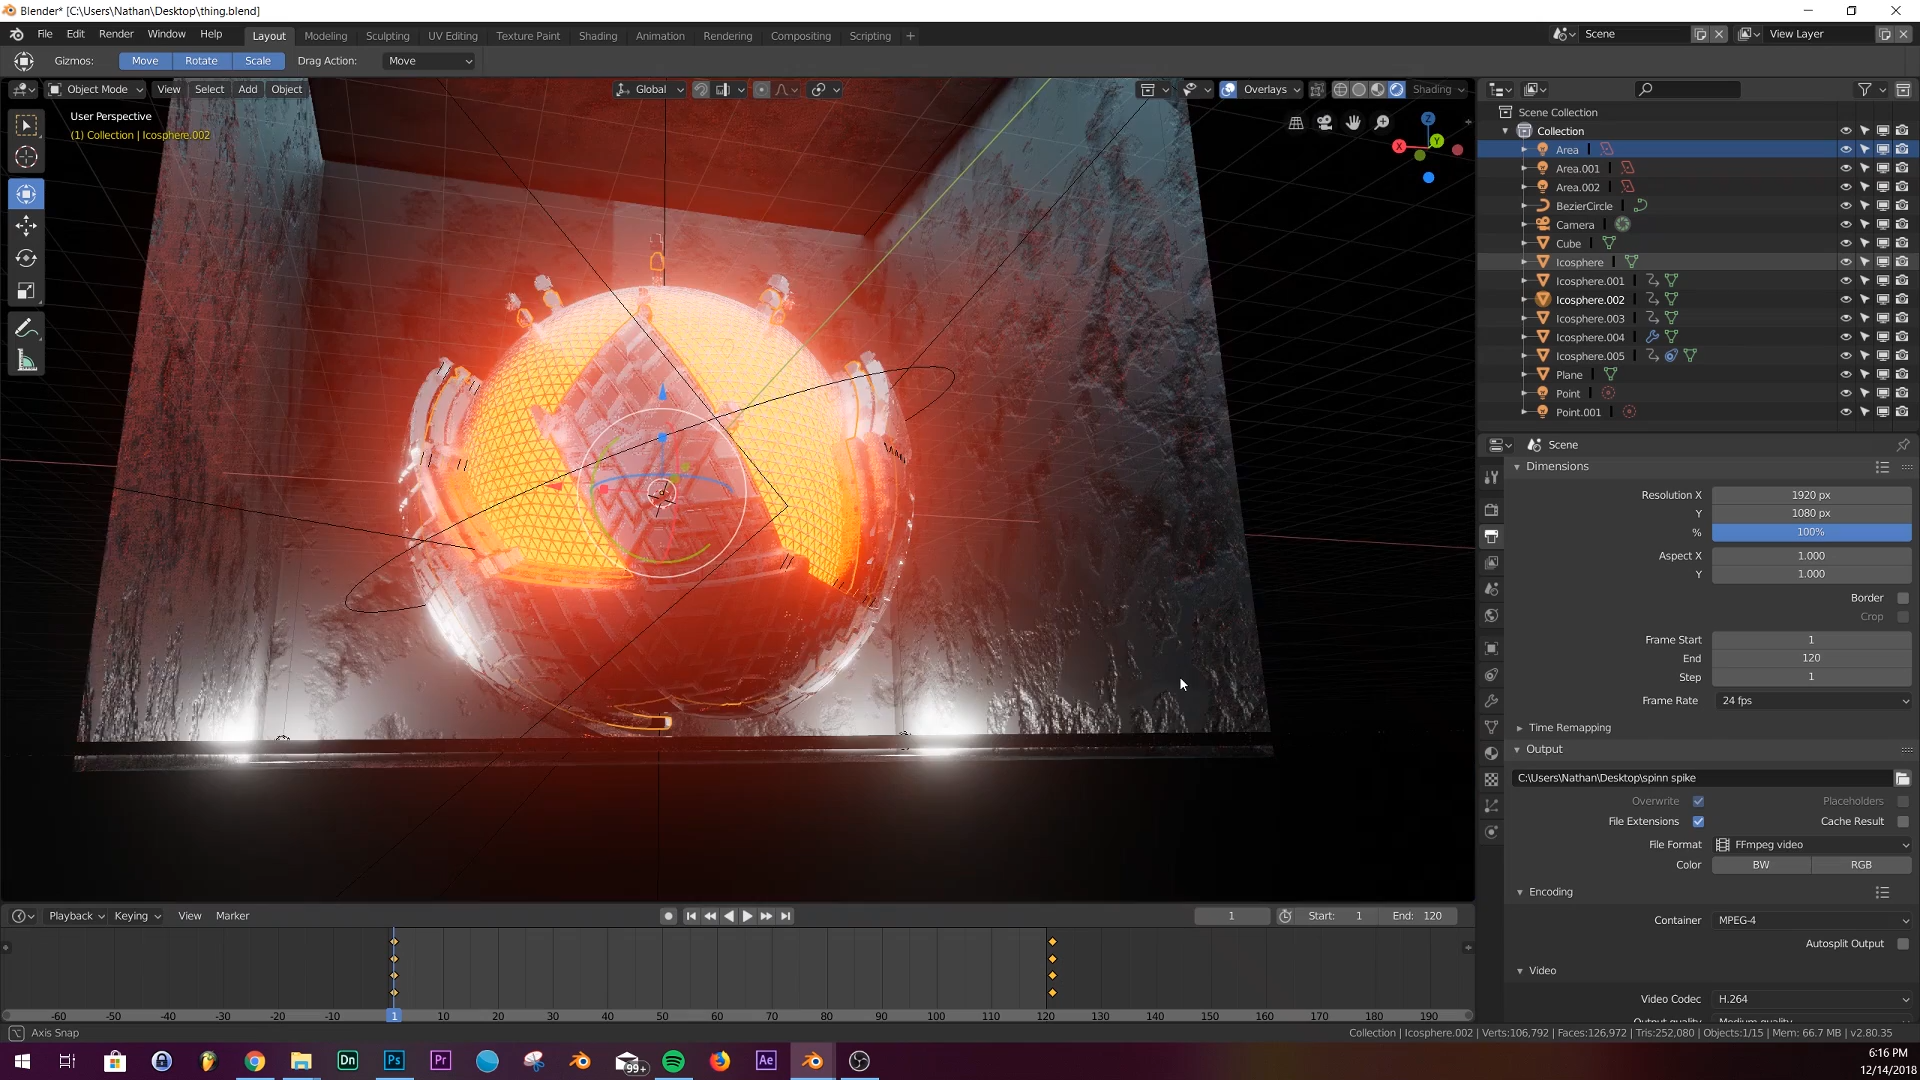 Blender* [C:\Users\Nathan\Desktop\thing.blend]
File Edit Render Window Help Layout Modeling Sculpting UV Editing Texture Paint Shading Animation Rendering Compositing Scripting Scene View Layer
Gizmos: Move Rotate Scale Drag Action: Move
Object Mode View Select Add Object Global Overlays Shading
User Perspective
(1) Collection | Icosphere.002
X Y Z
Scene Collection
Collection
Area
Area.001
Area.002
BezierCircle
Camera
Cube
Icosphere
Icosphere.001
Icosphere.002
Icosphere.003
Icosphere.004
Icosphere.005
Plane
Point
Point.001
Scene
Dimensions
Resolution X 1920 px
Y 1080 px
% 100%
Aspect X 1.000
Y 1.000
Border
Crop
Frame Start 1
End 120
Step 1
Frame Rate 24 fps
Time Remapping
Output
C:\Users\Nathan\Desktop\spinn spike
Overwrite Placeholders
File Extensions Cache Result
File Format FFmpeg video
Color BW RGB
Encoding
Container MPEG-4
Autosplit Output
Video
Video Codec H.264
Output quality Medium quality
Playback Keying View Marker 1 Start: 1 End: 120
-60 -50 -40 -30 -20 -10 1 10 20 30 40 50 60 70 80 90 100 110 120 130 140 150 160 170 180 190
Axis Snap Collection | Icosphere.002 | Verts:106,792 | Faces:126,972 | Tris:252,080 | Objects:1/15 | Mem: 66.7 MB | v2.80.35
Dn Ps Pr 99+ Ae
6:16 PM
12/14/2018